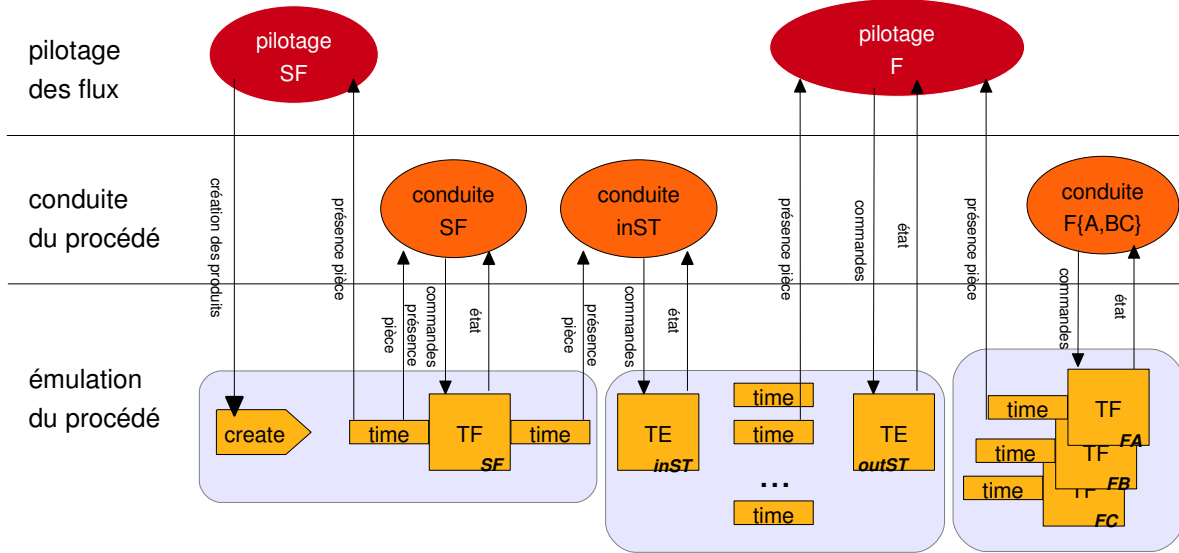 pilotage
des flux
pilotage
SF
pilotage
F
conduite
du procédé
conduite
SF
conduite
inST
conduite
F{A,BC}
création des produits
présence pièce
présence
pièce
commandes
état
présence
pièce
commandes
état
présence pièce
commandes
état
présence pièce
commandes
état
émulation
du procédé
create
time
TF
SF
time
TE
inST
time
time
...
time
TE
outST
time
TF
FA
time
TF
FB
time
TF
FC